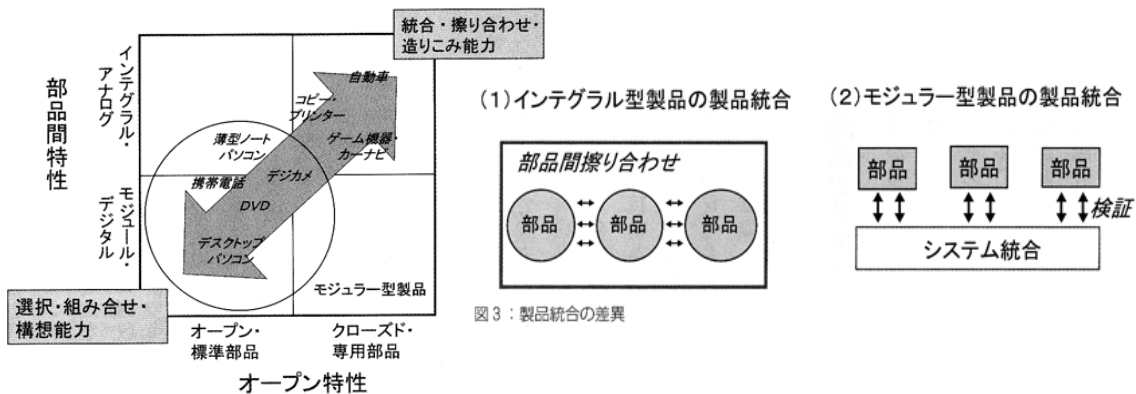 統合・擦り合わせ・
造りこみ能力
部品間特性
インテグラル・
アナログ
モジュール・
デジタル
自動車
コピー・
プリンター
薄型ノート
パソコン
ゲーム機器・
カーナビ
携帯電話
デジカメ
DVD
デスクトップ
パソコン
モジュラー型製品
選択・組み合せ・
構想能力
オープン・
標準部品
クローズド・
専用部品
オープン特性
(1)インテグラル型製品の製品統合
部品間擦り合わせ
部品
部品
部品
図3:製品統合の差異
(2)モジュラー型製品の製品統合
部品
部品
部品
検証
システム統合